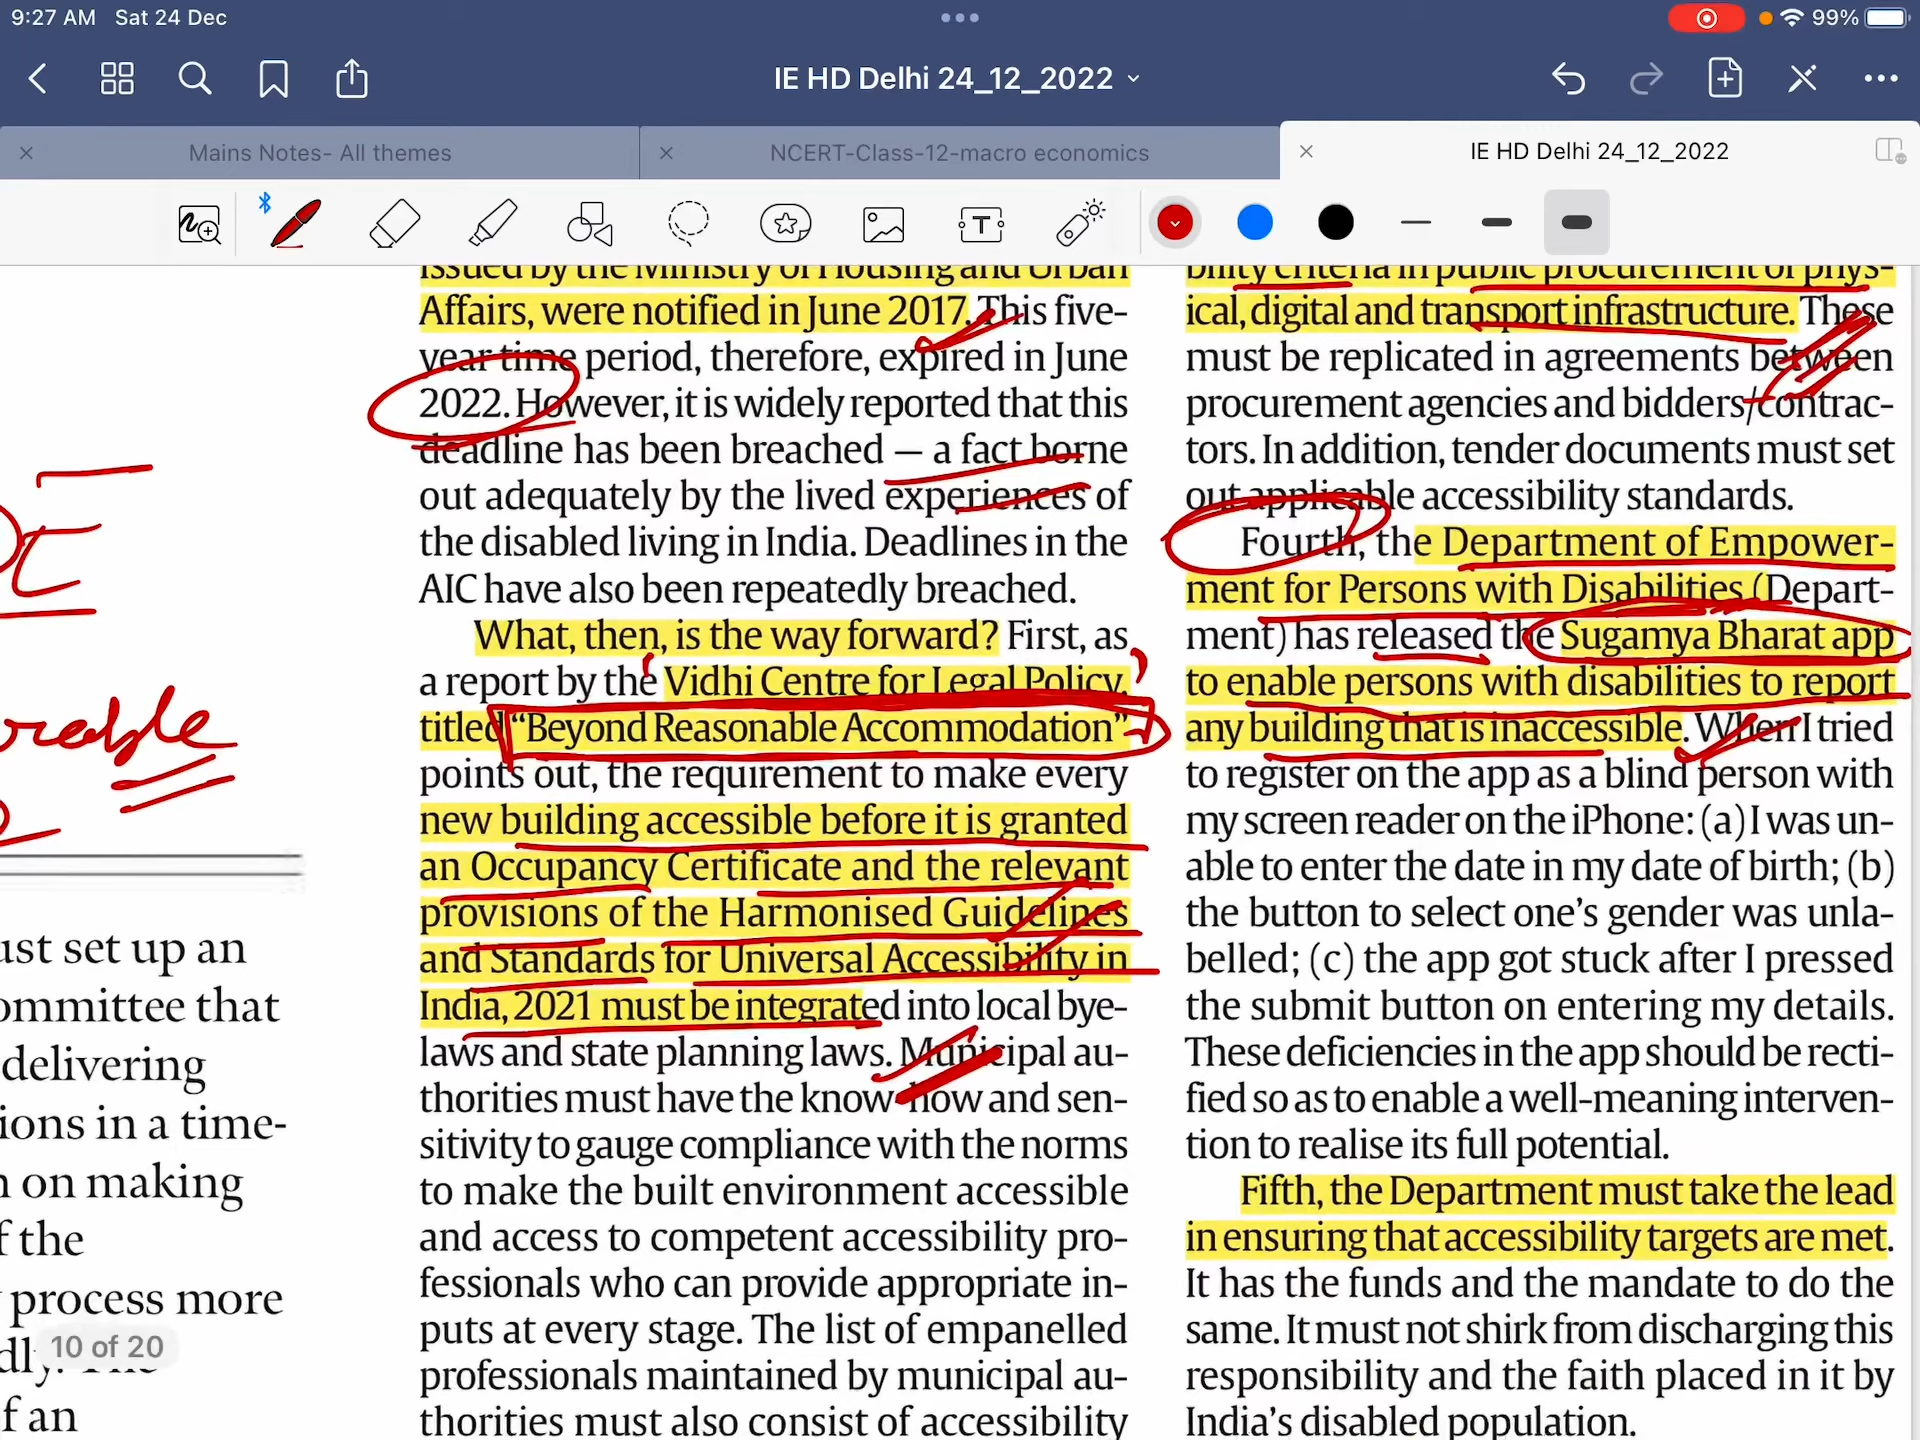 9:27 AM Sat 24 Dec
99%
IE HD Delhi 24_12_2022
Mains Notes- All themes
NCERT-Class-12-macro economics
IE HD Delhi 24_12_2022
ust set up an
ommittee that
delivering
ions in a time-
n on making
f the
process more
10 of 20
f an
issued by the Ministry of Housing and Urban
Affairs, were notified in June 2017. This five-
year time period, therefore, expired in June
2022. However, it is widely reported that this
deadline has been breached — a fact borne
out adequately by the lived experiences of
the disabled living in India. Deadlines in the
AIC have also been repeatedly breached.
What, then, is the way forward? First, as
a report by the Vidhi Centre for Legal Policy,
titled “Beyond Reasonable Accommodation”
points out, the requirement to make every
new building accessible before it is granted
an Occupancy Certificate and the relevant
provisions of the Harmonised Guidelines
and Standards for Universal Accessibility in
India, 2021 must be integrated into local bye-
laws and state planning laws. Municipal au-
thorities must have the know-how and sen-
sitivity to gauge compliance with the norms
to make the built environment accessible
and access to competent accessibility pro-
fessionals who can provide appropriate in-
puts at every stage. The list of empanelled
professionals maintained by municipal au-
thorities must also consist of accessibility
bility criteria in public procurement of phys-
ical, digital and transport infrastructure. These
must be replicated in agreements between
procurement agencies and bidders/contrac-
tors. In addition, tender documents must set
out applicable accessibility standards.
Fourth, the Department of Empower-
ment for Persons with Disabilities (Depart-
ment) has released the Sugamya Bharat app
to enable persons with disabilities to report
any building that is inaccessible. When I tried
to register on the app as a blind person with
my screen reader on the iPhone: (a) I was un-
able to enter the date in my date of birth; (b)
the button to select one’s gender was unla-
belled; (c) the app got stuck after I pressed
the submit button on entering my details.
These deficiencies in the app should be recti-
fied so as to enable a well-meaning interven-
tion to realise its full potential.
Fifth, the Department must take the lead
in ensuring that accessibility targets are met.
It has the funds and the mandate to do the
same. It must not shirk from discharging this
responsibility and the faith placed in it by
India’s disabled population.